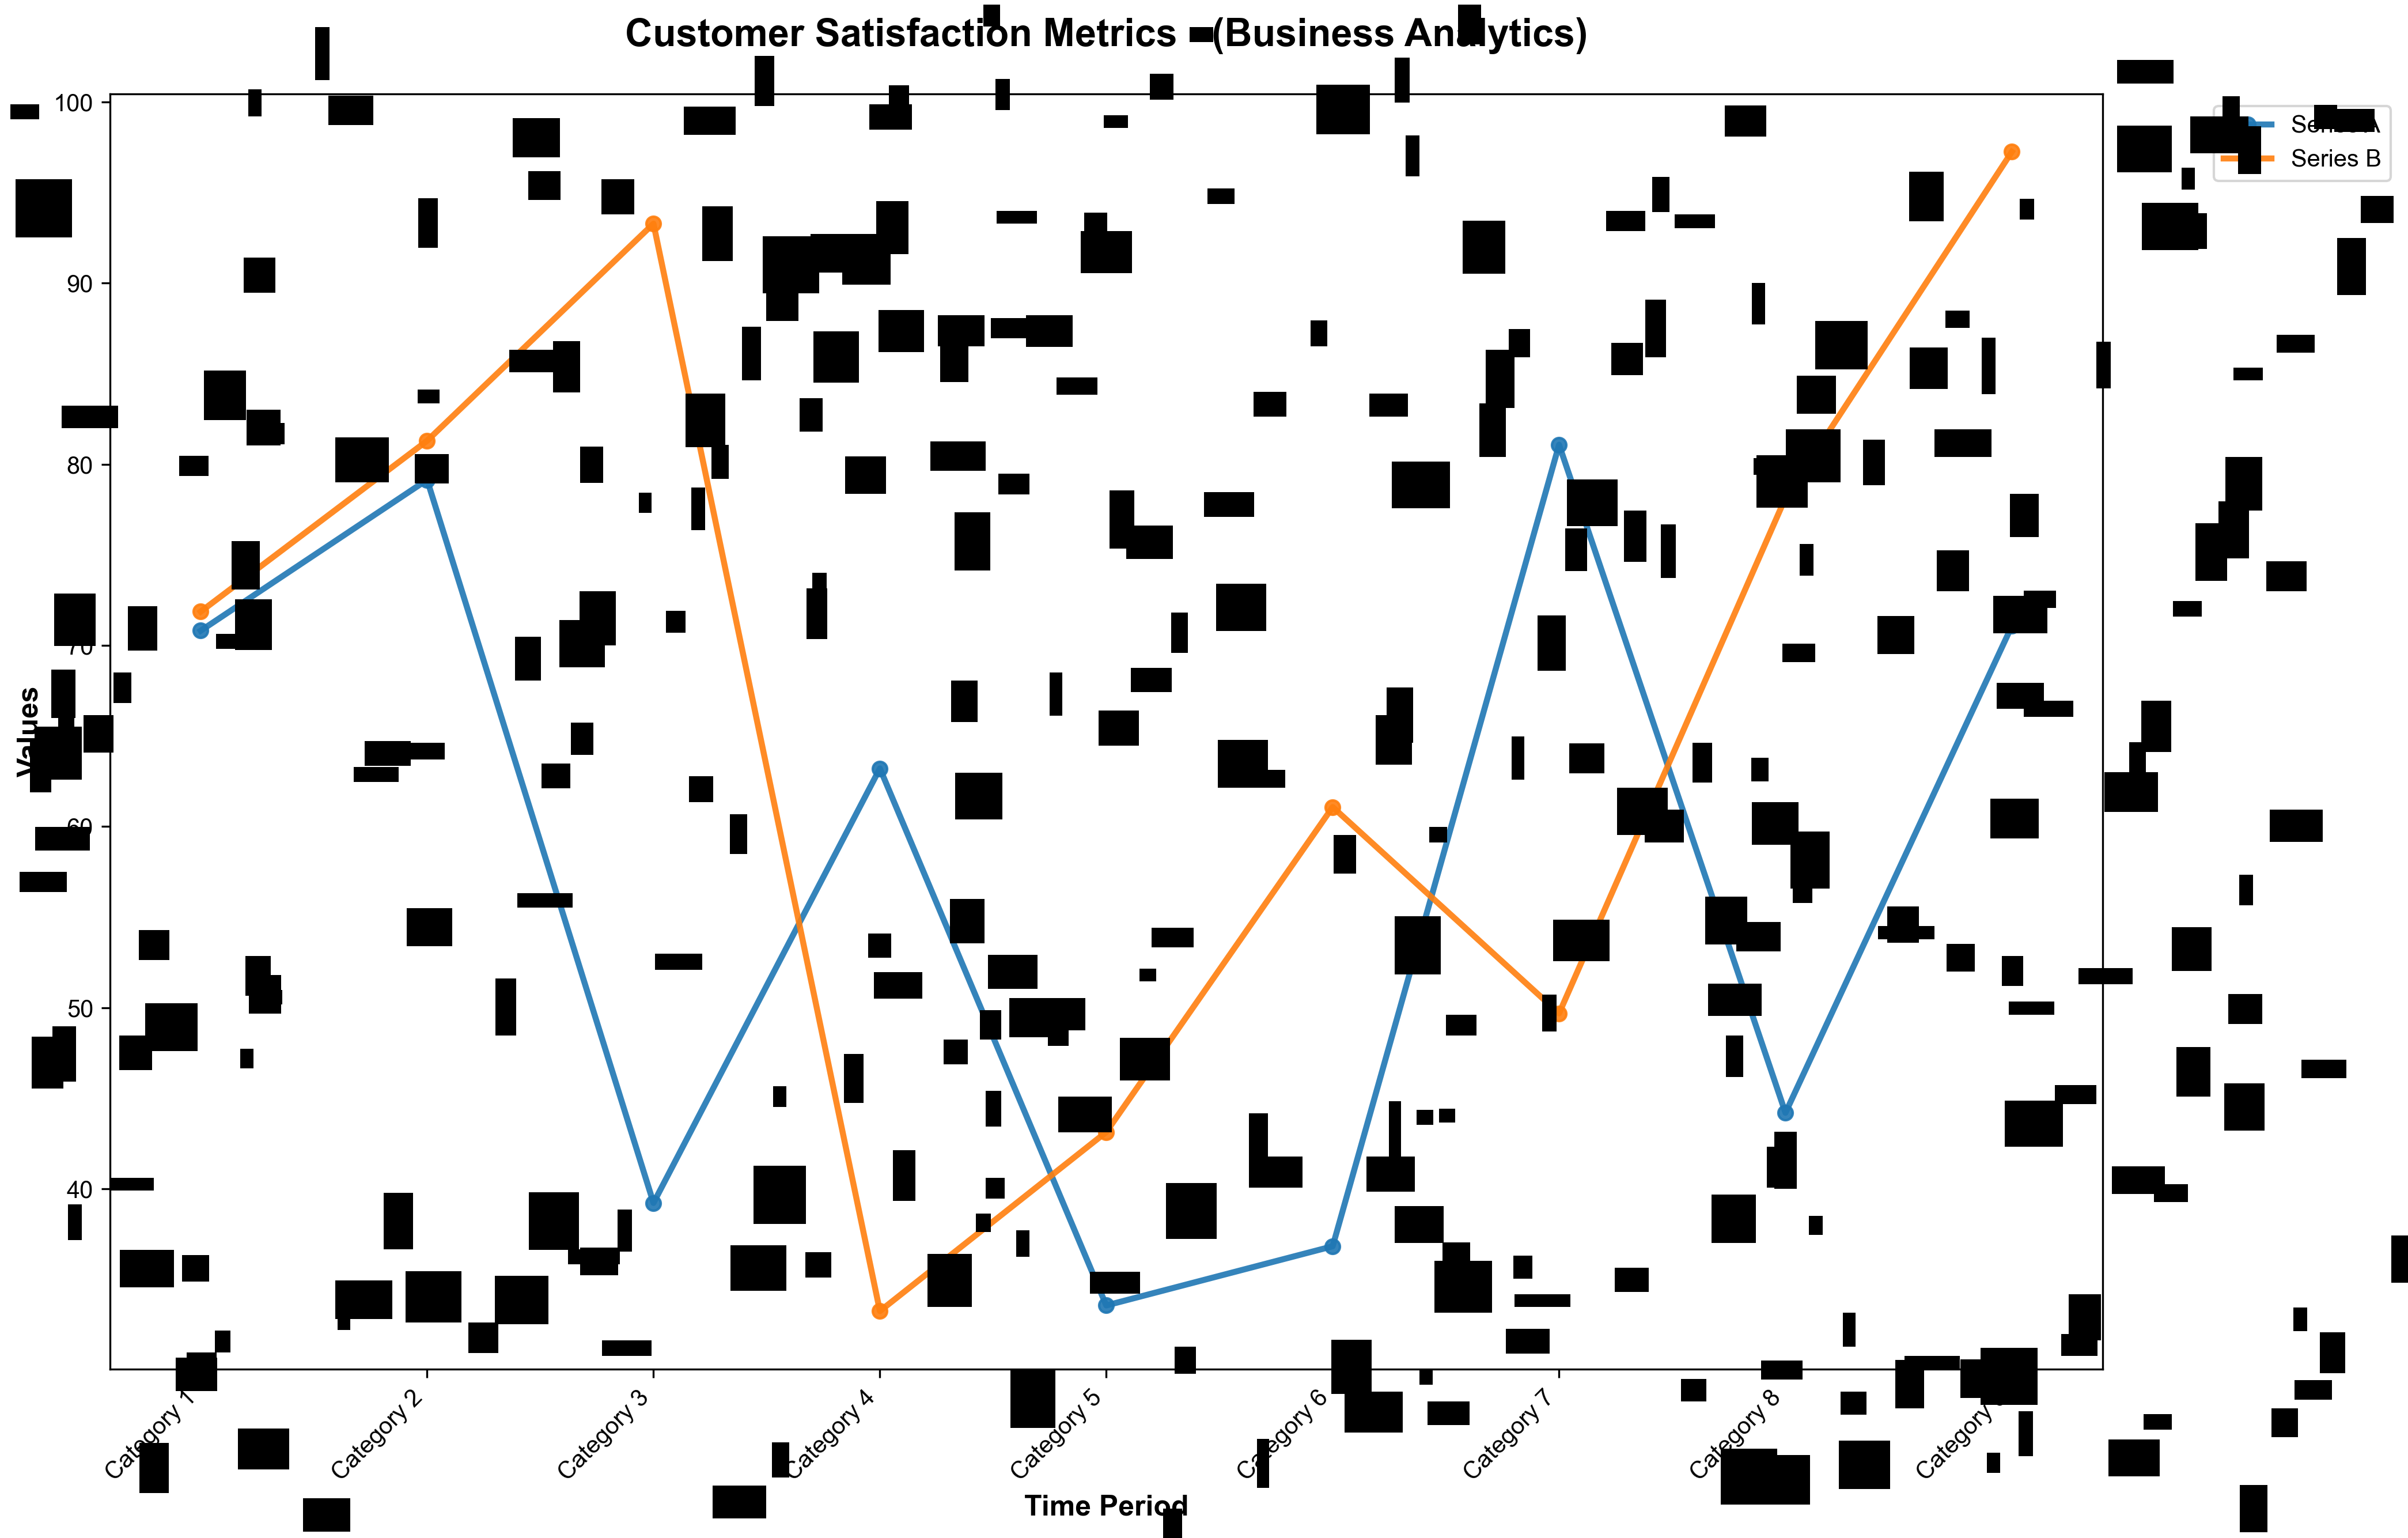 Customer Satisfaction Metrics (Business Analytics)
100
90
80
70
60
50
40
Values
Category 1
Category 2
Category 3
Category 4
Category 5
Category 6
Category 7
Category 8
Category
Time Period
Series A
Series B